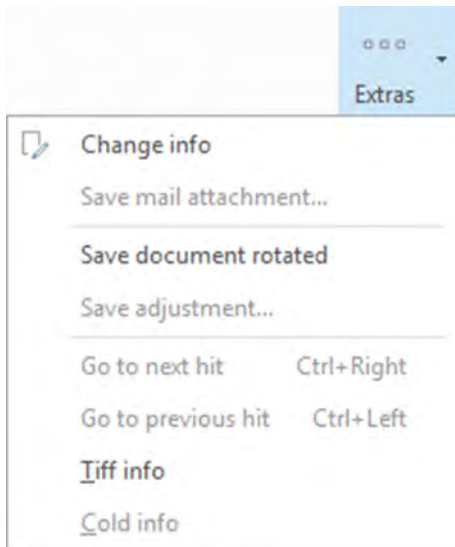 Extras
Change info
Save mail attachment...
Save document rotated
Save adjustment...
Go to next hit Ctrl+Right
Go to previous hit Ctrl+Left
Tiff info
Cold info